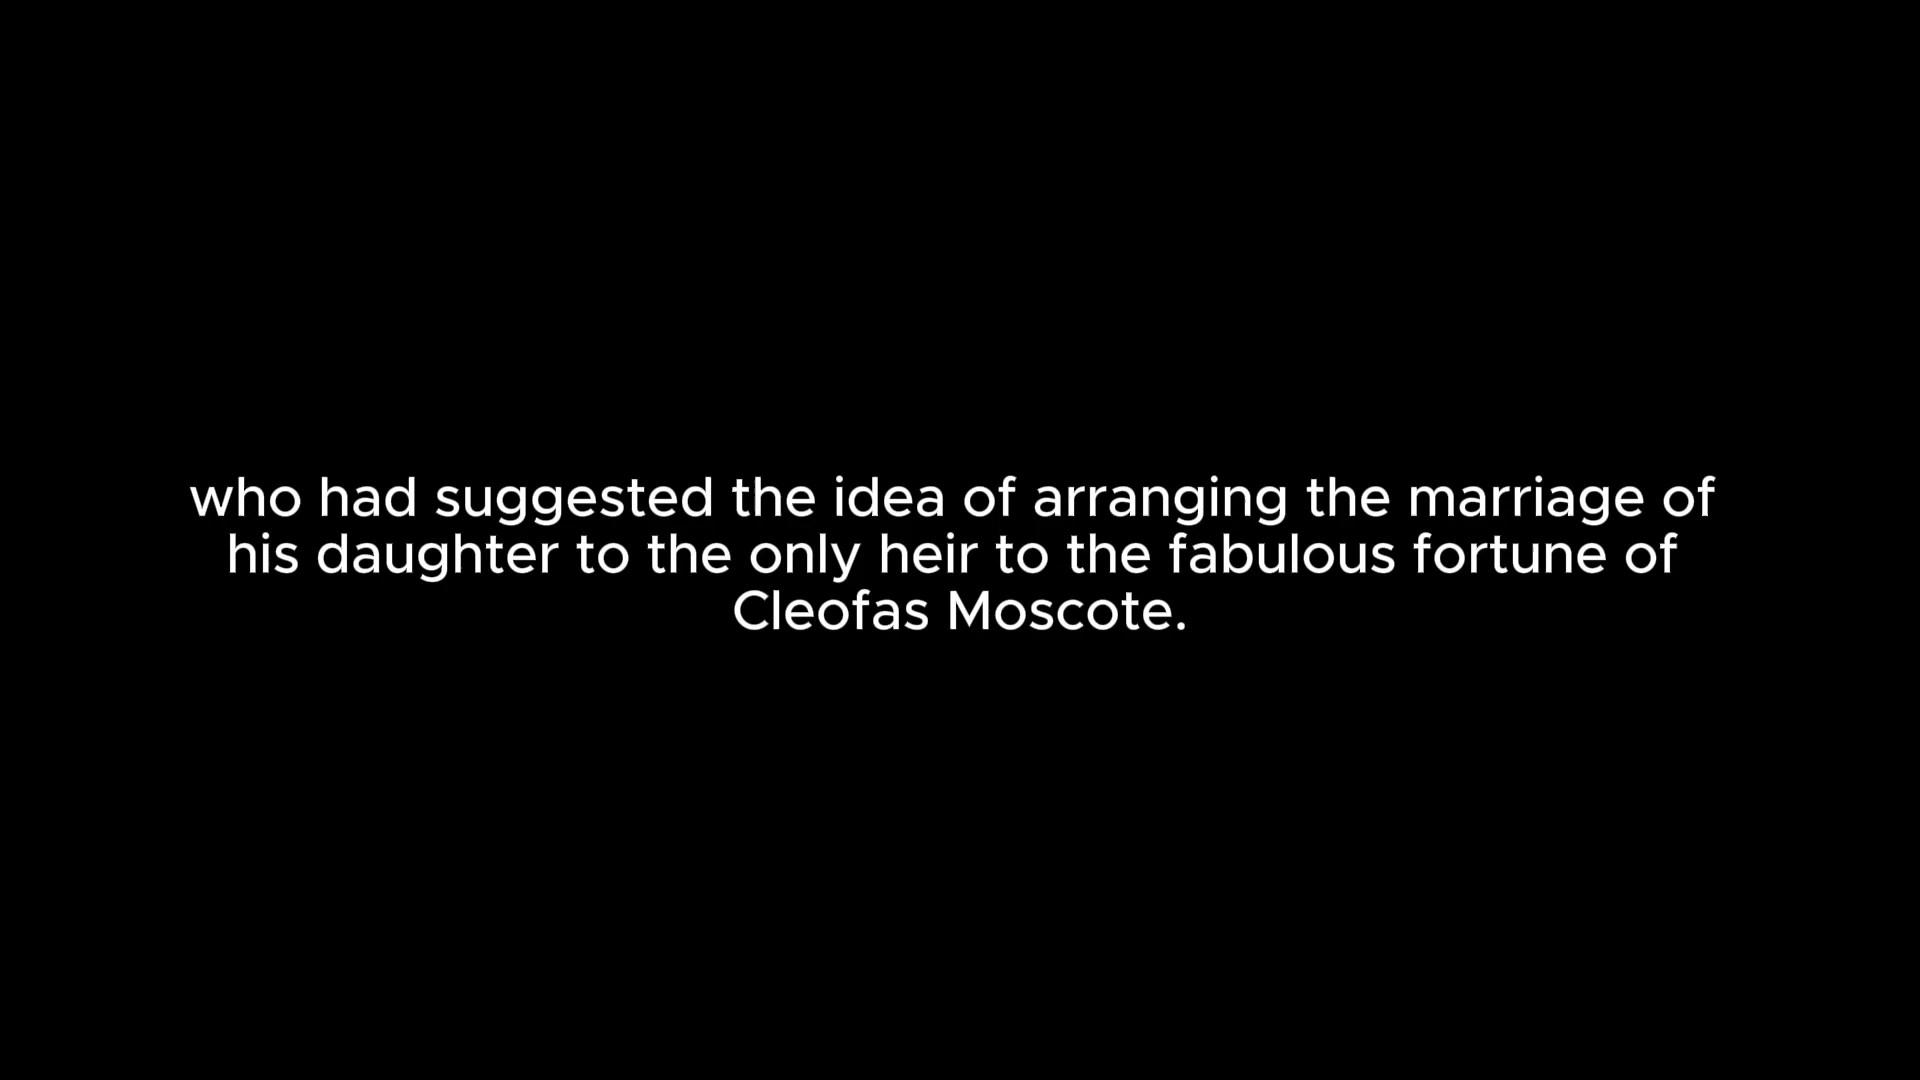 who had suggested the idea of arranging the marriage of
his daughter to the only heir to the fabulous fortune of
Cleofas Moscote.